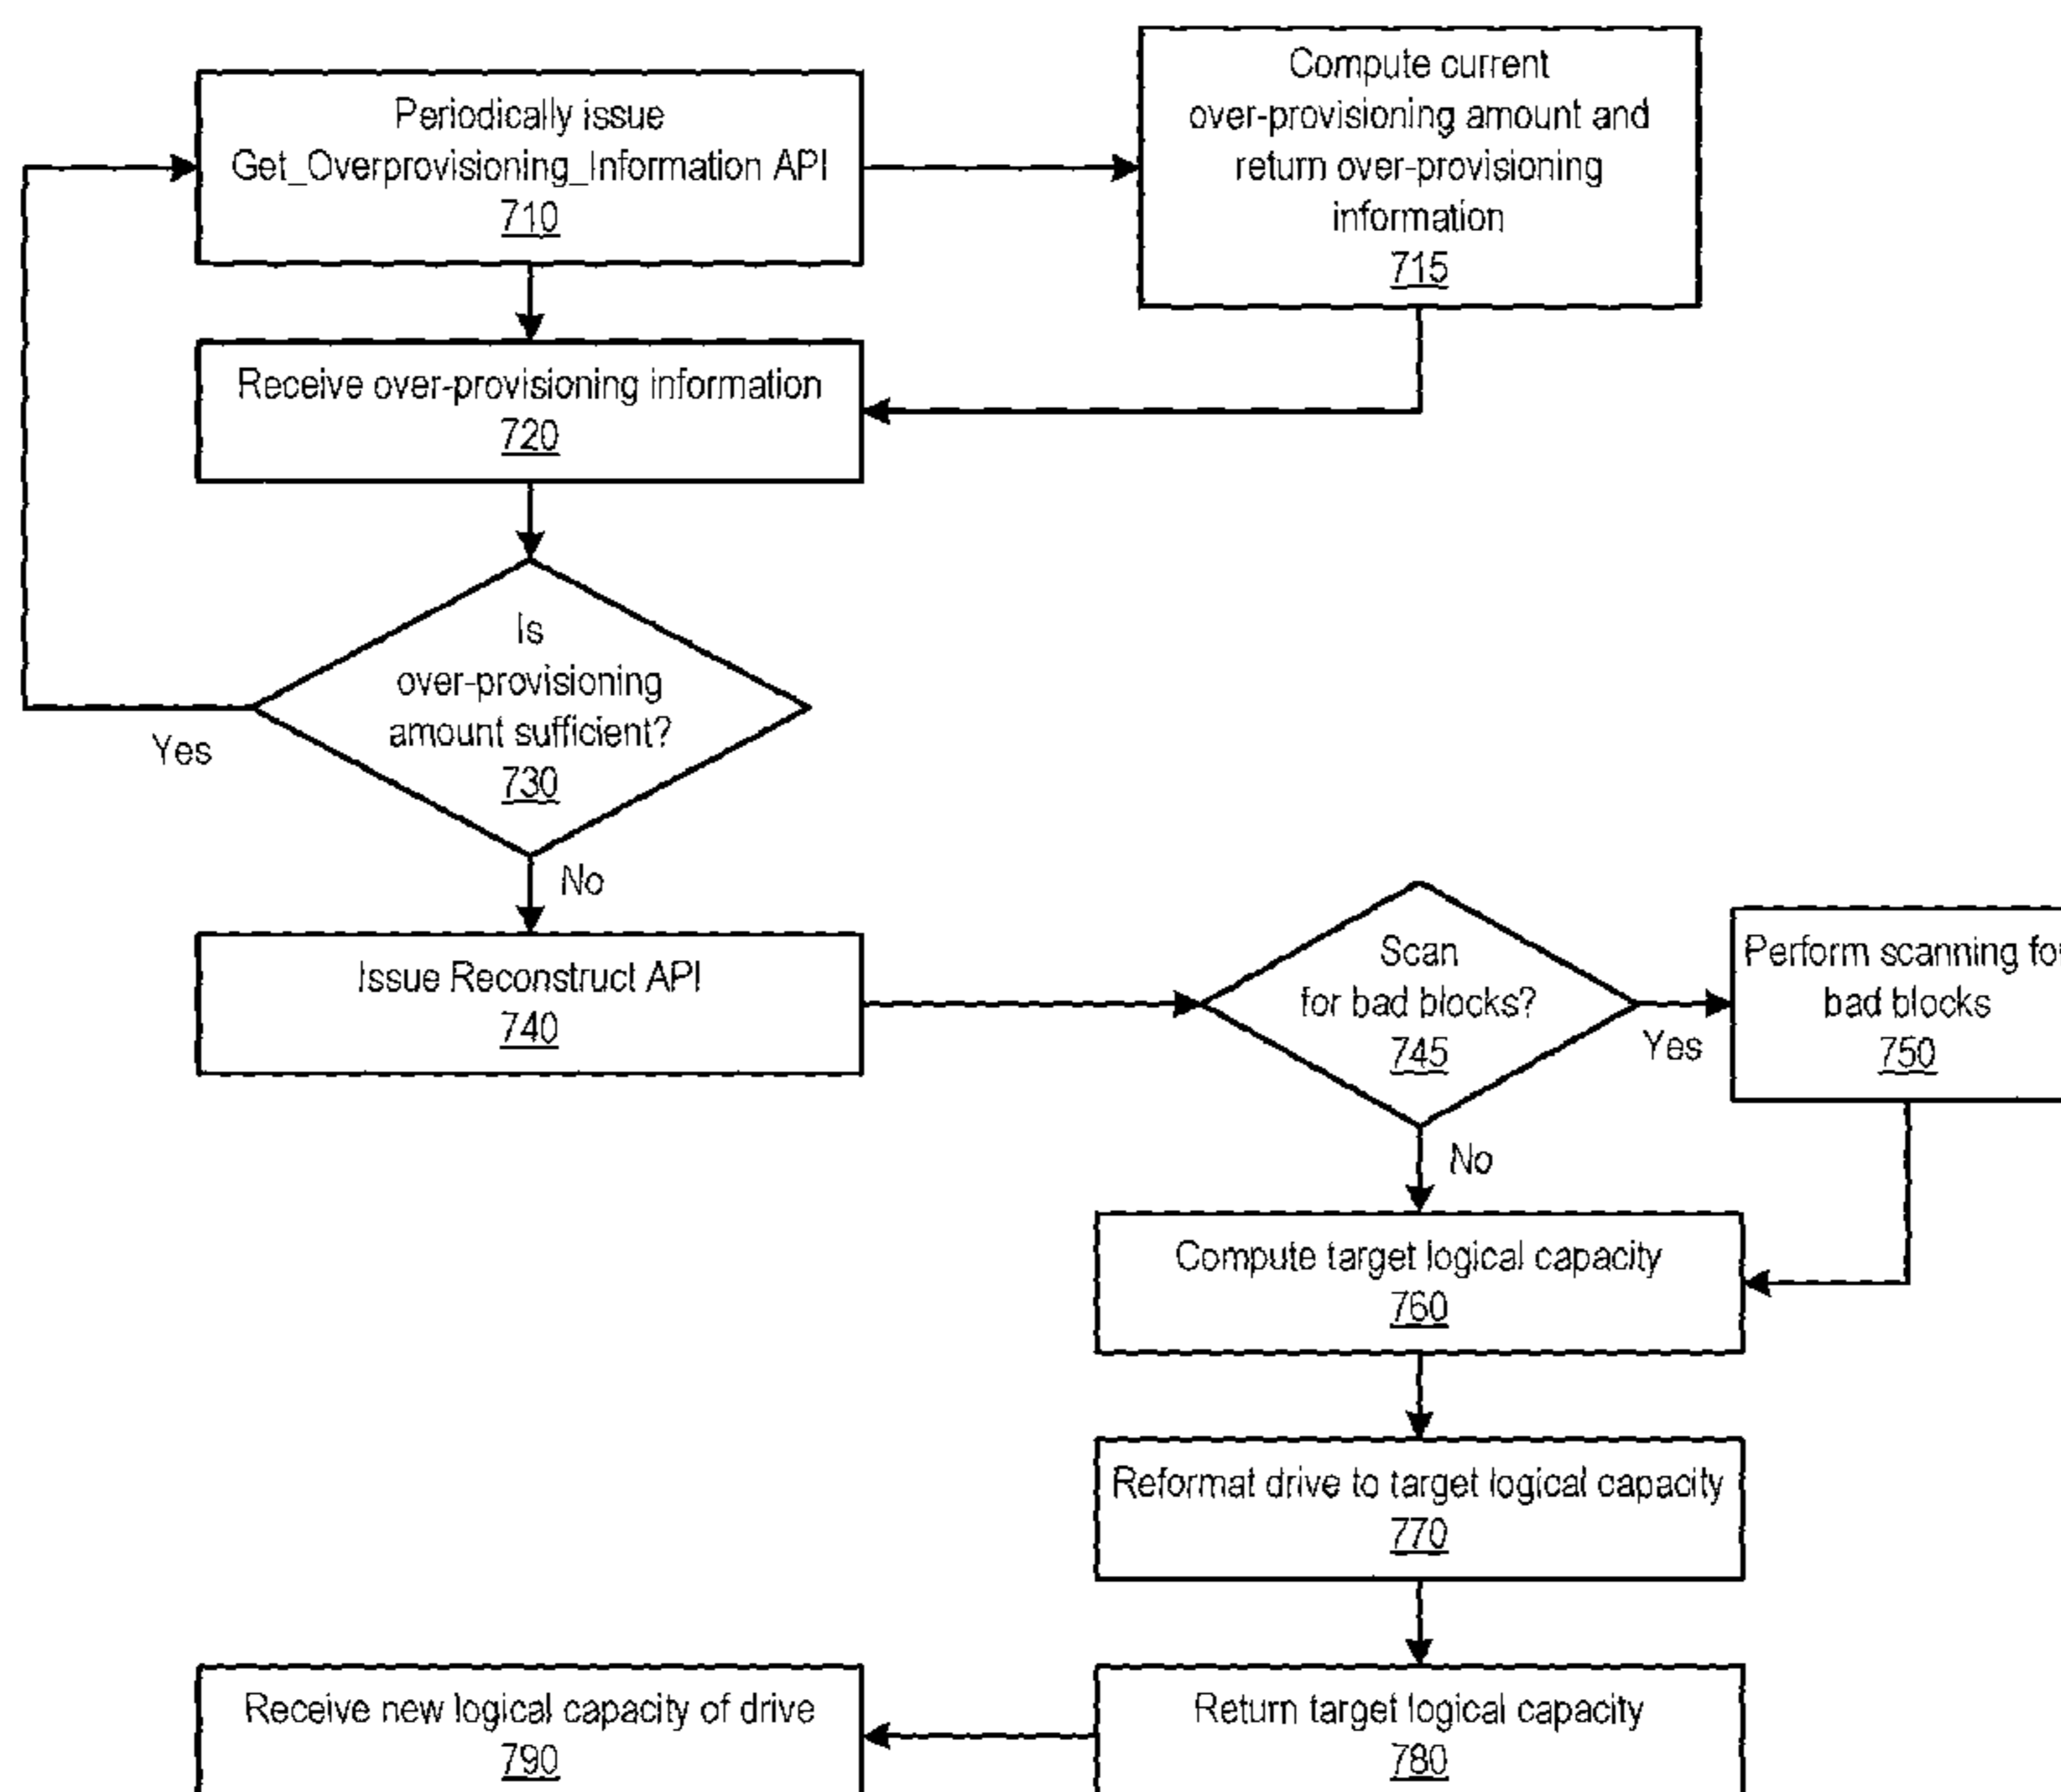 Periodically issue
Get_Overprovisioning_Information API
710
Compute current
over-provisioning amount and
return over-provisioning
information
715
Receive over-provisioning information
720
Is
over-provisioning
amount sufficient?
730
Yes
No
Issue Reconstruct API
740
Scan
for bad blocks?
745
Yes
No
Perform scanning for
bad blocks
750
Compute target logical capacity
760
Reformat drive to target logical capacity
770
Return target logical capacity
780
Receive new logical capacity of drive
790